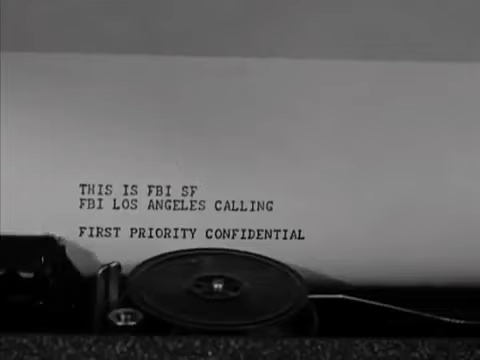 THIS IS FBI SF
FBI LOS ANGELES CALLING
FIRST PRIORITY CONFIDENTIAL